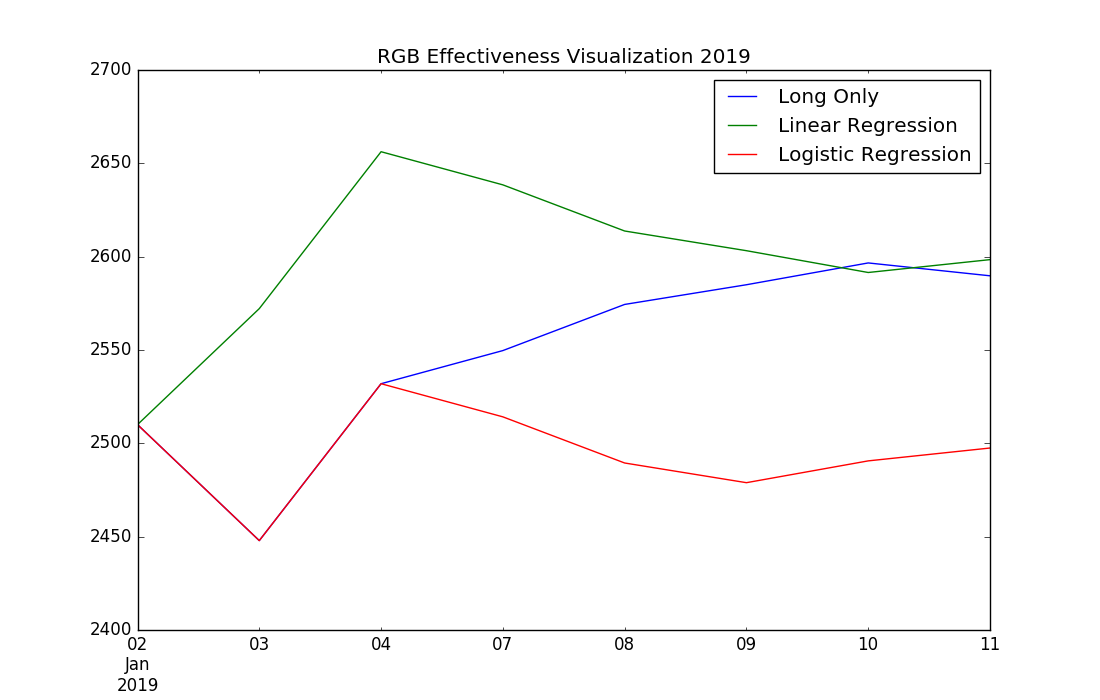 RGB Effectiveness Visualization 2019
2700
2650
2600
2550
2500
2450
2400
Long Only
Linear Regression
Logistic Regression
02 03 04 07 08 09 10 11
Jan
2019